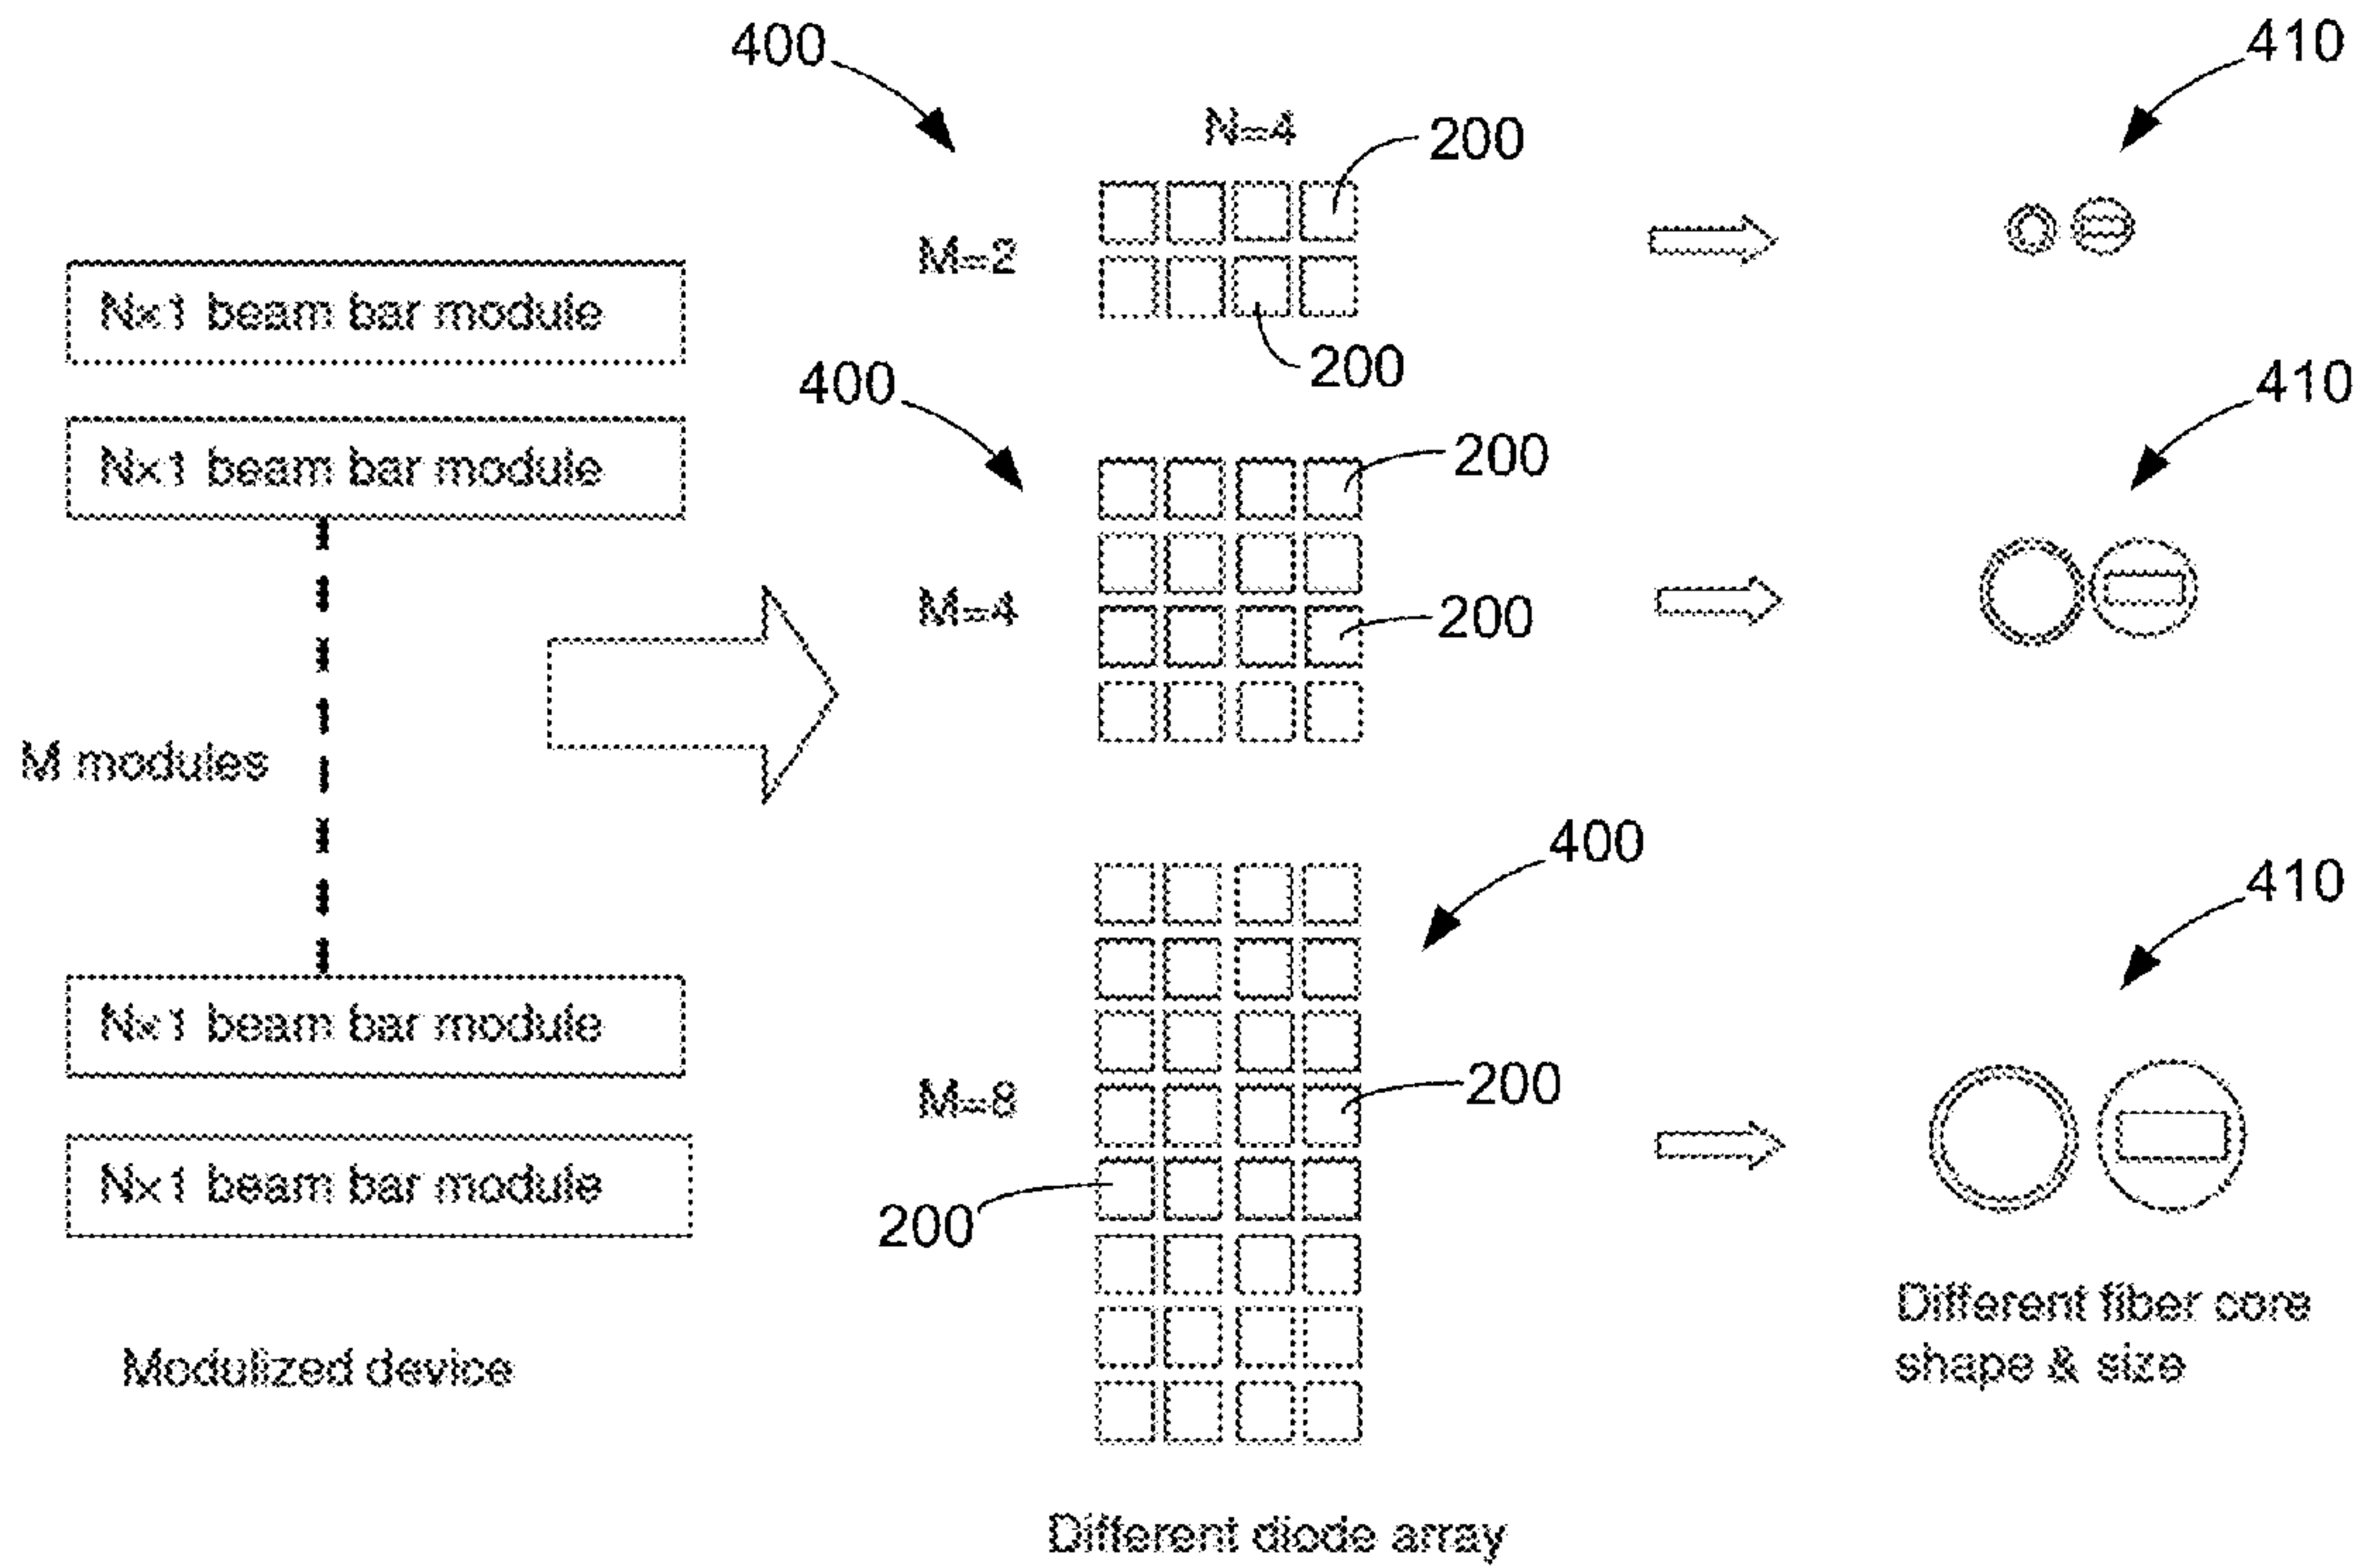 400
410
N=4
200
M=2
Nx1 beam bar module
200
400
410
Nx1 beam bar module
200
M=4
200
M modules
400
410
Nx1 beam bar module
M=8
200
Nx1 beam bar module
200
Different fiber core
shape & size
Modulized device
Different diode array